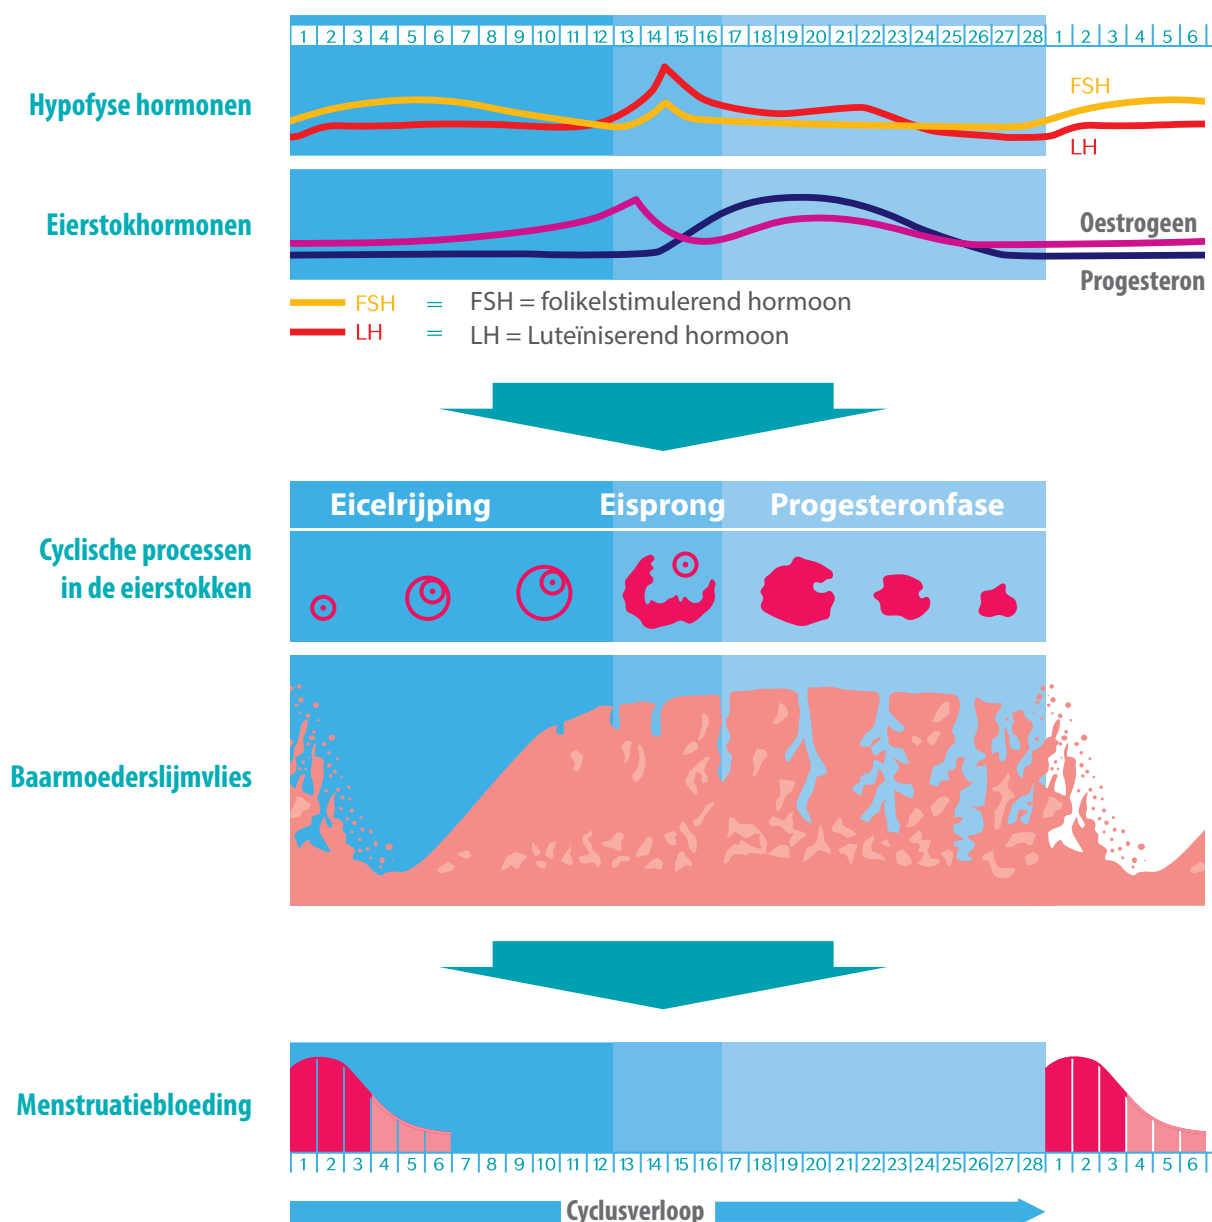 1 2 3 4 5 6 7 8 9 10 11 12 13 14 15 16 17 18 19 20 21 22 23 24 25 26 27 28 1 2 3 4 5 6
Hypofyse hormonen
FSH
LH
Eierstokhormonen
Oestrogeen
Progesteron
FSH = FSH = folikelstimulerend hormoon
LH = LH = Luteïniserend hormoon
Eicelrijping Eisprong Progesteronfase
Cyclische processen
in de eierstokken
Baarmoederslijmvlies
Menstruatiebloeding
1 2 3 4 5 6 7 8 9 10 11 12 13 14 15 16 17 18 19 20 21 22 23 24 25 26 27 28 1 2 3 4 5 6
Cyclusverloop